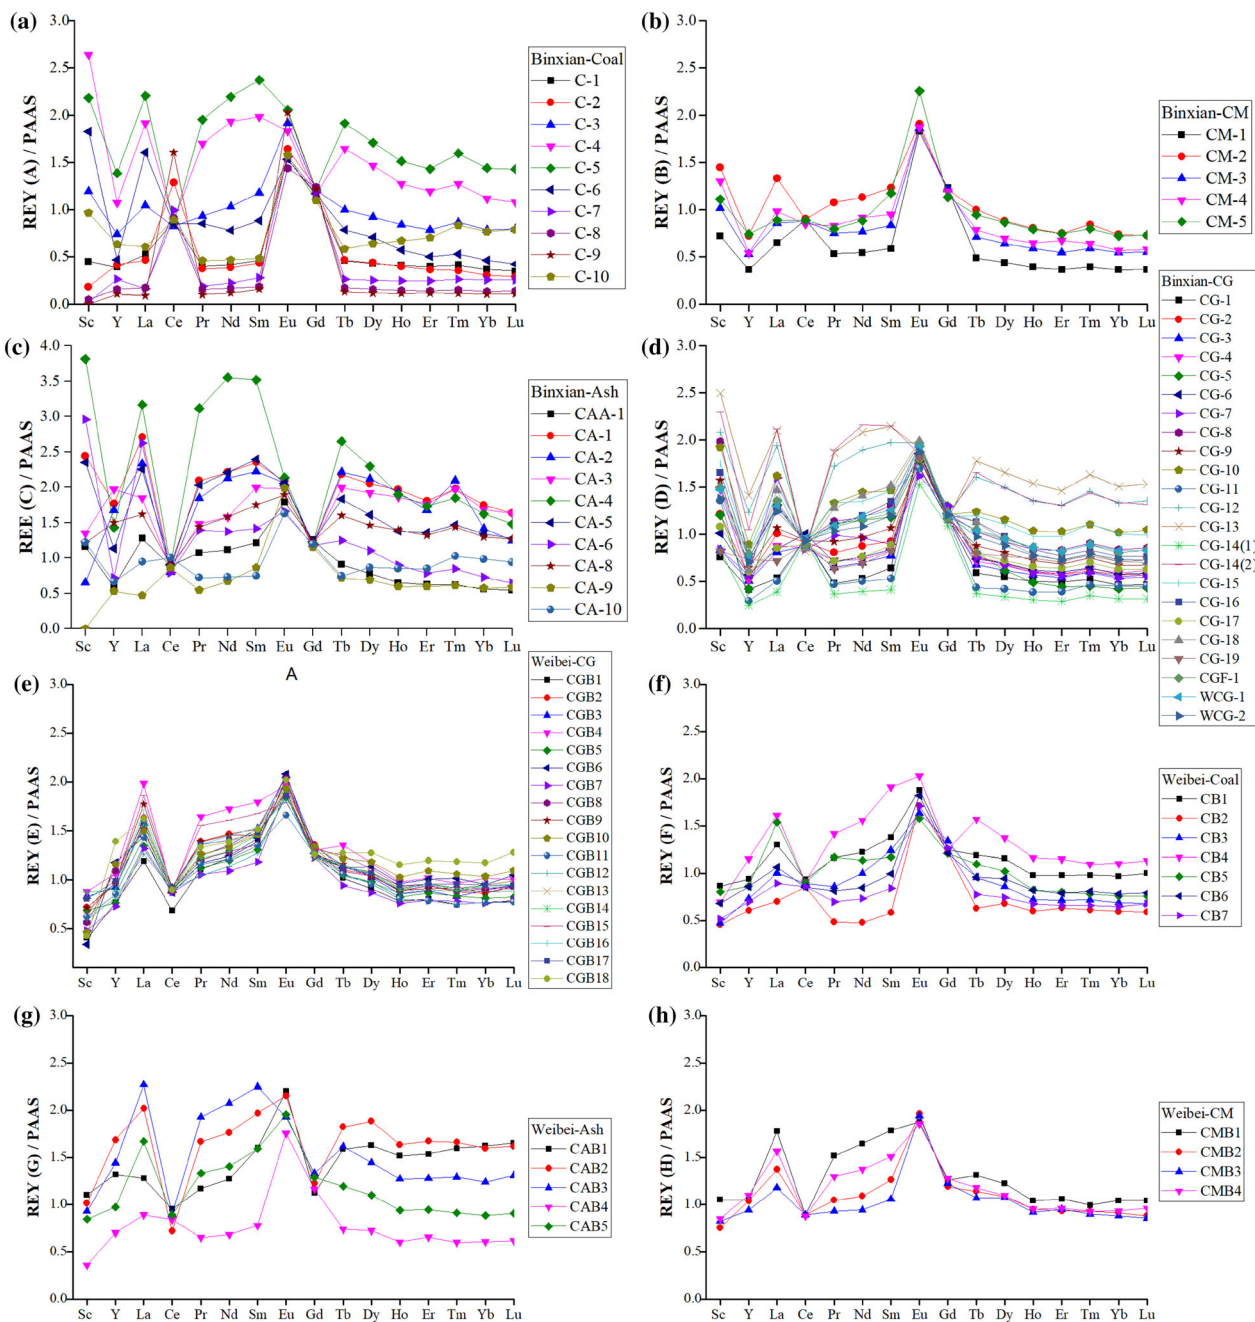 (a)
REY (A) / PAAS
3.0
2.5
2.0
1.5
1.0
0.5
0.0
Sc Y La Ce Pr Nd Sm Eu Gd Tb Dy Ho Er Tm Yb Lu
Binxian-Coal
C-1
C-2
C-3
C-4
C-5
C-6
C-7
C-8
C-9
C-10
(b)
REY (B) / PAAS
3.0
2.5
2.0
1.5
1.0
0.5
0.0
Sc Y La Ce Pr Nd Sm Eu Gd Tb Dy Ho Er Tm Yb Lu
Binxian-CM
CM-1
CM-2
CM-3
CM-4
CM-5
(c)
REE (C) / PAAS
4.0
3.5
3.0
2.5
2.0
1.5
1.0
0.5
0.0
Sc Y La Ce Pr Nd Sm Eu Gd Tb Dy Ho Er Tm Yb Lu
A
Binxian-Ash
CAA-1
CA-1
CA-2
CA-3
CA-4
CA-5
CA-6
CA-8
CA-9
CA-10
(d)
REY (D) / PAAS
3.0
2.5
2.0
1.5
1.0
0.5
0.0
Sc Y La Ce Pr Nd Sm Eu Gd Tb Dy Ho Er Tm Yb Lu
Binxian-CG
CG-1
CG-2
CG-3
CG-4
CG-5
CG-6
CG-7
CG-8
CG-9
CG-10
CG-11
CG-12
CG-13
CG-14(1)
CG-14(2)
CG-15
CG-16
CG-17
CG-18
CG-19
CGF-1
WCG-1
WCG-2
(e)
REY (E) / PAAS
3.0
2.5
2.0
1.5
1.0
0.5
Sc Y La Ce Pr Nd Sm Eu Gd Tb Dy Ho Er Tm Yb Lu
Weibei-CG
CGB1
CGB2
CGB3
CGB4
CGB5
CGB6
CGB7
CGB8
CGB9
CGB10
CGB11
CGB12
CGB13
CGB14
CGB15
CGB16
CGB17
CGB18
(f)
REY (F) / PAAS
3.0
2.5
2.0
1.5
1.0
0.5
0.0
Sc Y La Ce Pr Nd Sm Eu Gd Tb Dy Ho Er Tm Yb Lu
Weibei-Coal
CB1
CB2
CB3
CB4
CB5
CB6
CB7
(g)
REY (G) / PAAS
3.0
2.5
2.0
1.5
1.0
0.5
0.0
Sc Y La Ce Pr Nd Sm Eu Gd Tb Dy Ho Er Tm Yb Lu
Weibei-Ash
CAB1
CAB2
CAB3
CAB4
CAB5
(h)
REY (H) / PAAS
3.0
2.5
2.0
1.5
1.0
0.5
0.0
Sc Y La Ce Pr Nd Sm Eu Gd Tb Dy Ho Er Tm Yb Lu
Weibei-CM
CMB1
CMB2
CMB3
CMB4